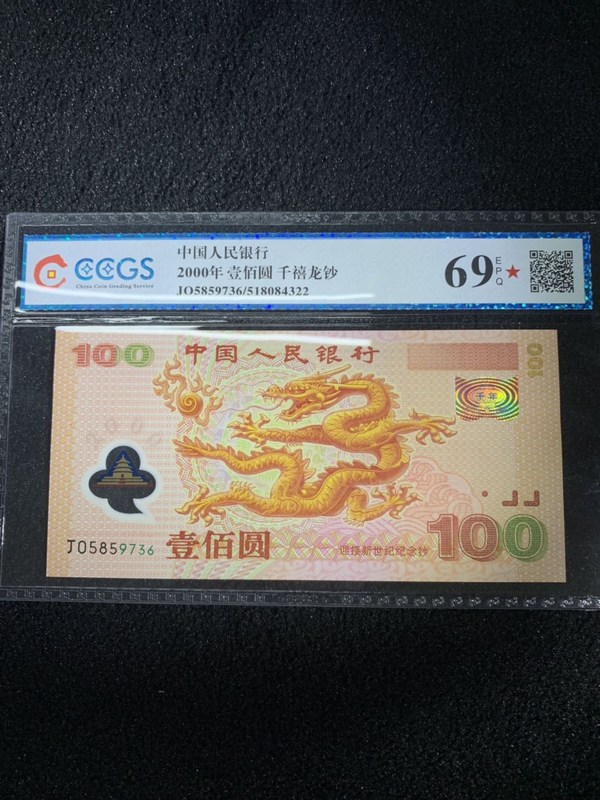 CCGS
China Coin Grading Service
中国人民银行
2000年 壹佰圆 千禧龙钞
JO5859736/518084322
69 EPQ★
100 中国人民银行 100
2000
千年
J05859736
壹佰圆
迎接新世纪纪念钞
100